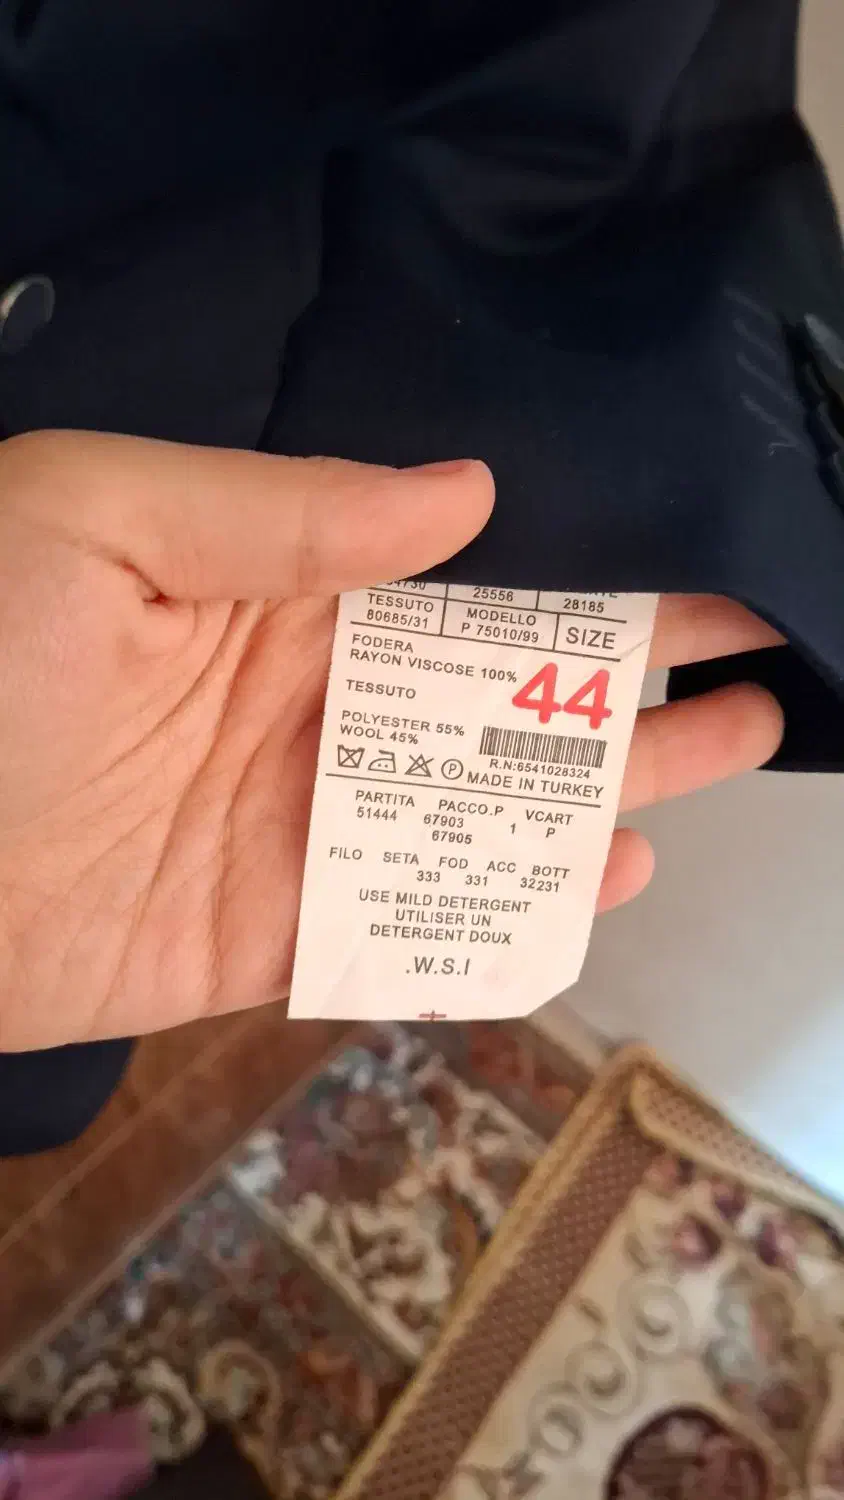 25556
28185
TESSUTO
80685/31
MODELLO
P 75010/99
SIZE
FODERA
RAYON VISCOSE 100%
44
TESSUTO
POLYESTER 55%
WOOL 45%
P
R.N:6541028324
MADE IN TURKEY
PARTITA PACCO.P VCART
51444 67903 1 P
67905
FILO SETA FOD ACC BOTT
333 331 32231
USE MILD DETERGENT
UTILISER UN
DETERGENT DOUX
.W.S.I